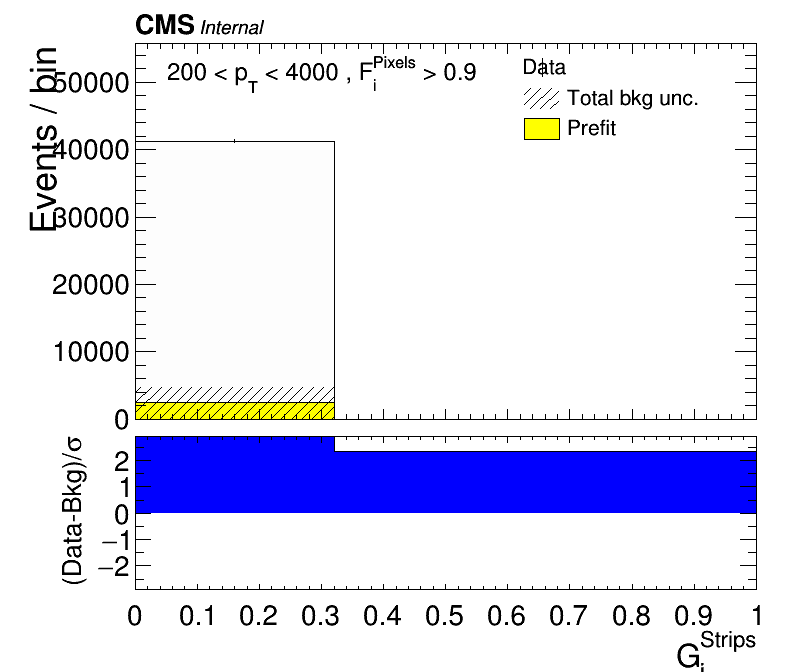 CMS Internal
200 < p_T < 4000 , F_i^Pixels > 0.9
Data
Total bkg unc.
Prefit
Events / bin
50000
40000
30000
20000
10000
0
(Data-Bkg)/σ
2
1
0
−1
−2
0 0.1 0.2 0.3 0.4 0.5 0.6 0.7 0.8 0.9 1
G_i^Strips